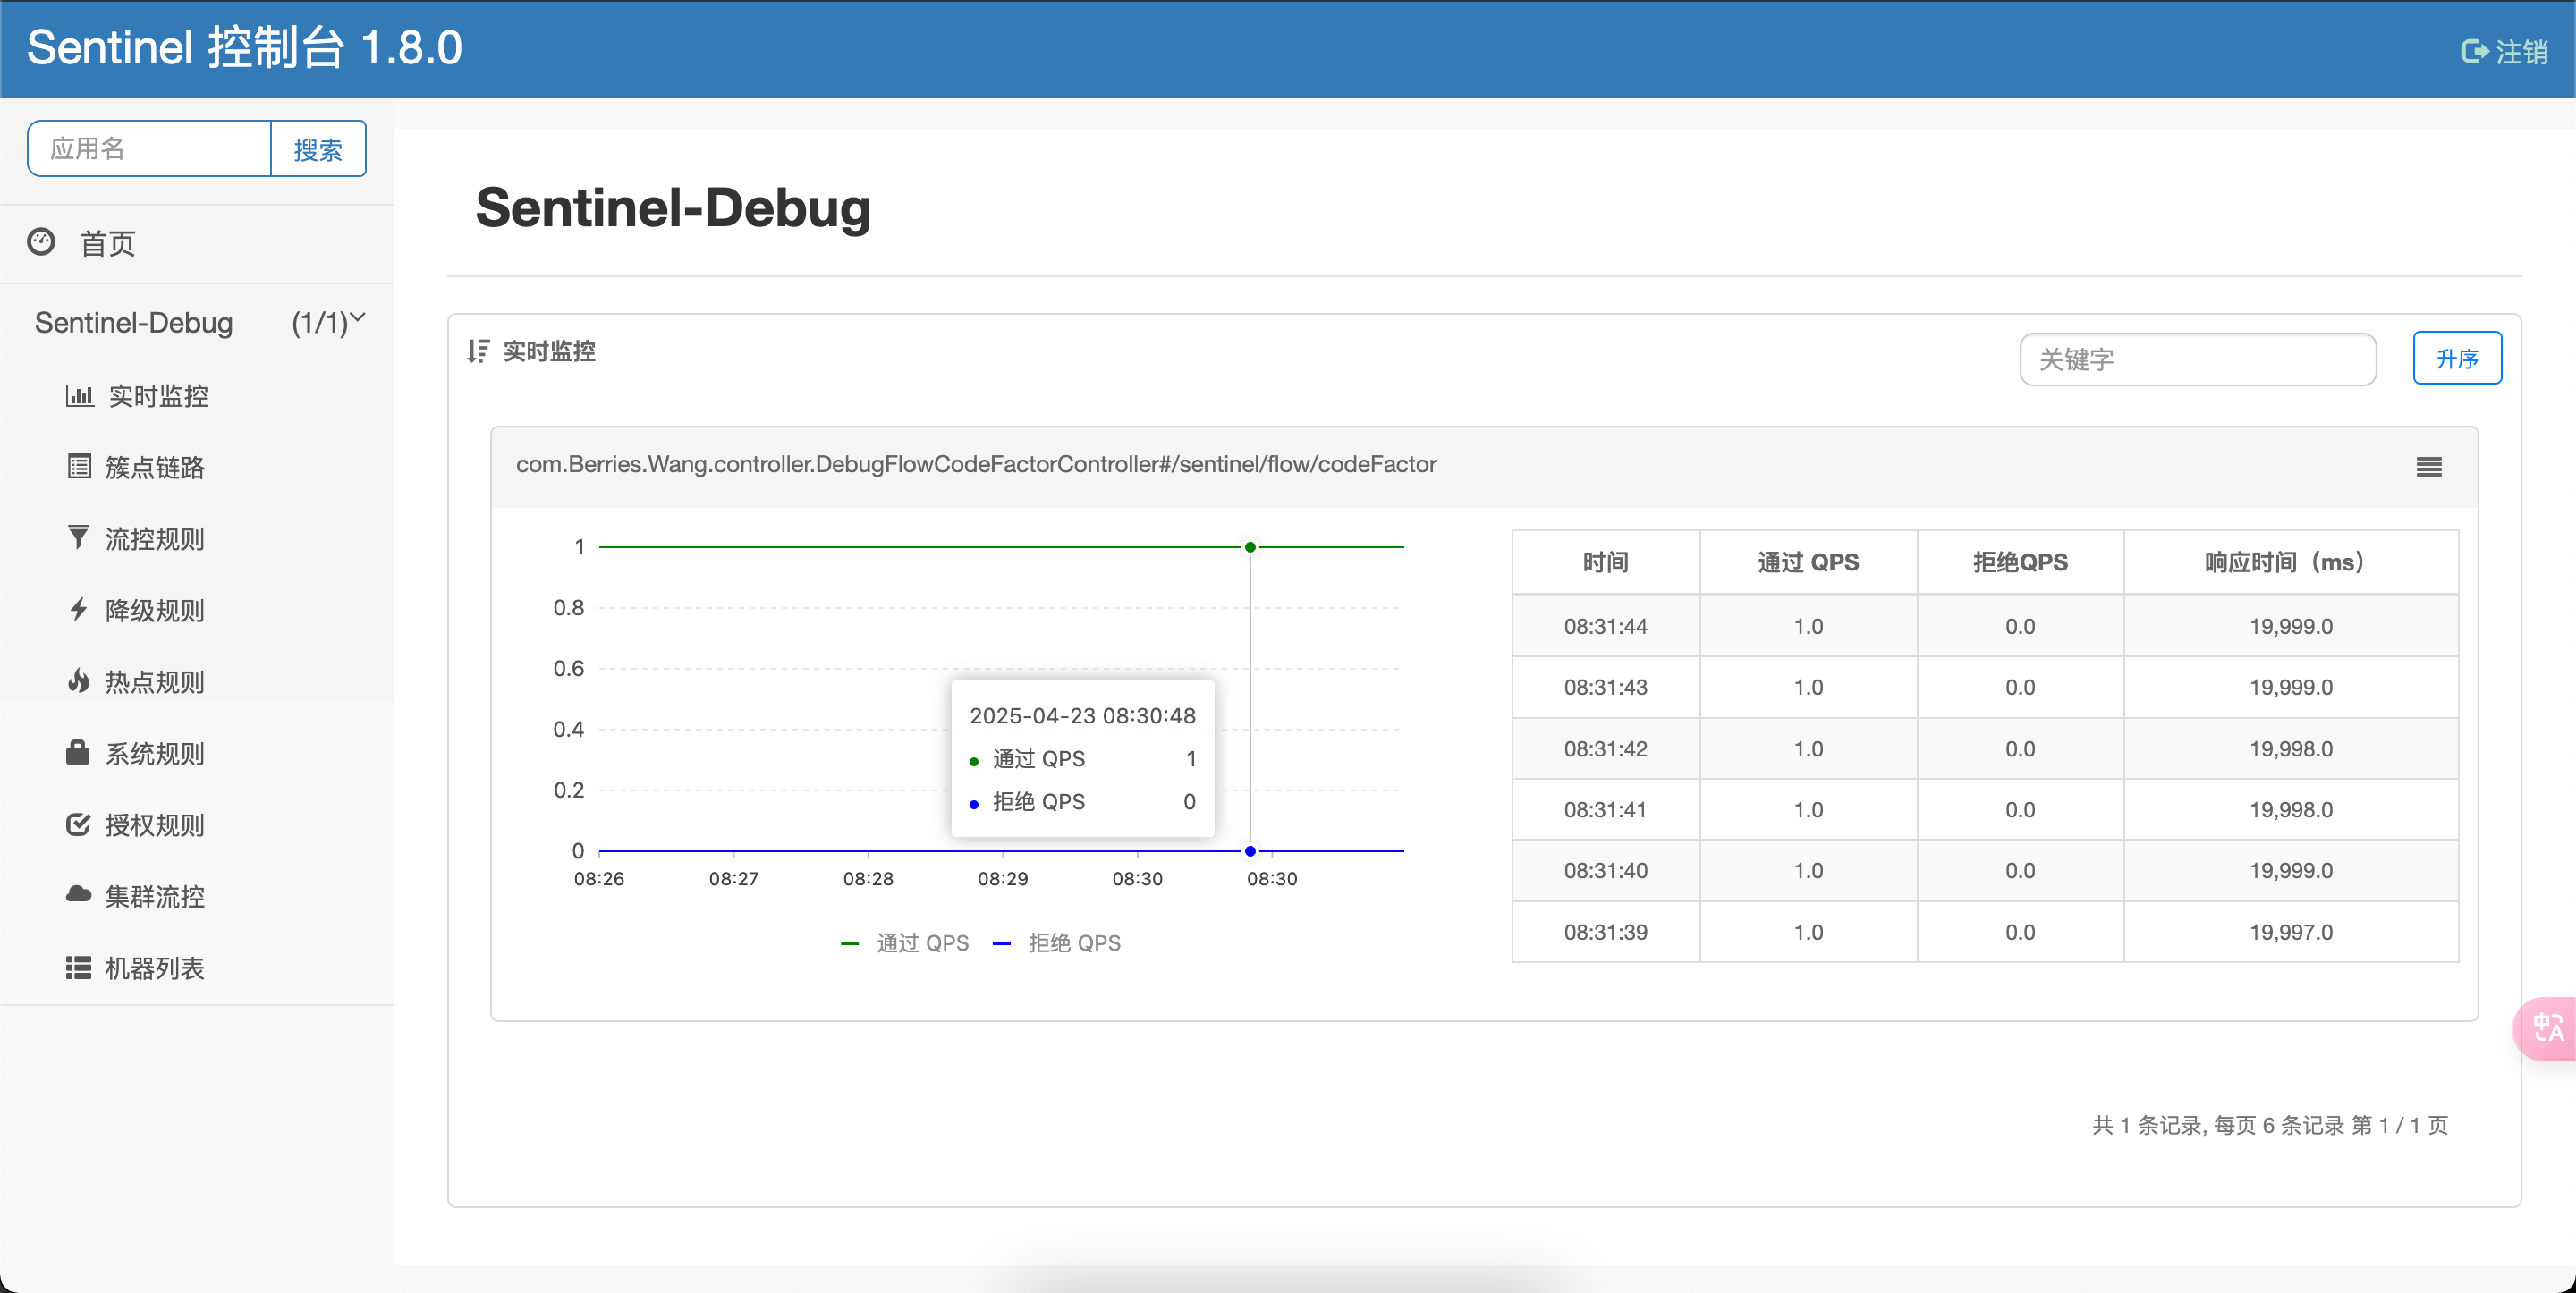 Sentinel 控制台 1.8.0
注销
应用名
搜索
首页
Sentinel-Debug (1/1)
实时监控
簇点链路
流控规则
降级规则
热点规则
系统规则
授权规则
集群流控
机器列表
Sentinel-Debug
实时监控
关键字
升序
com.Berries.Wang.controller.DebugFlowCodeFactorController#/sentinel/flow/codeFactor
1
0.8
0.6
0.4
0.2
0
08:26 08:27 08:28 08:29 08:30 08:30
2025-04-23 08:30:48
通过 QPS 1
拒绝 QPS 0
通过 QPS 拒绝 QPS
时间 通过 QPS 拒绝QPS 响应时间（ms）
08:31:44 1.0 0.0 19,999.0
08:31:43 1.0 0.0 19,999.0
08:31:42 1.0 0.0 19,998.0
08:31:41 1.0 0.0 19,998.0
08:31:40 1.0 0.0 19,999.0
08:31:39 1.0 0.0 19,997.0
中A
共 1 条记录, 每页 6 条记录 第 1 / 1 页